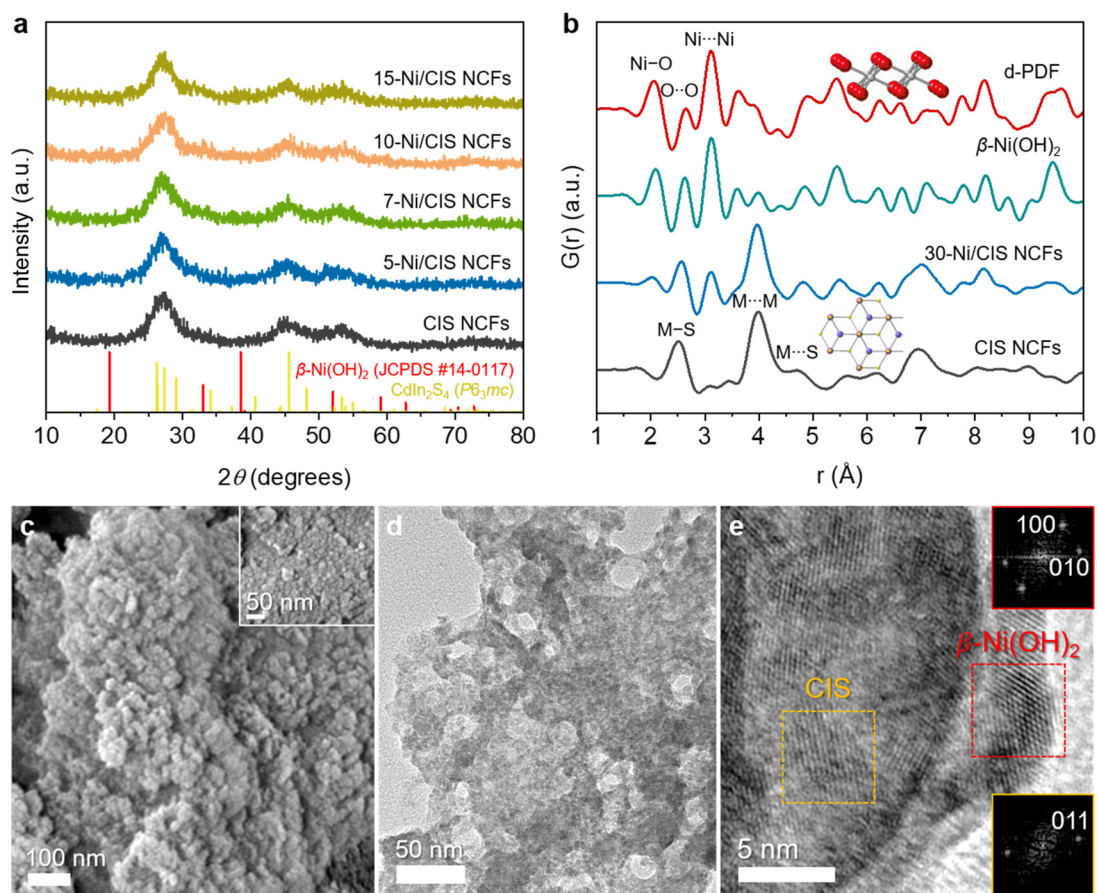 a
15-Ni/CIS NCFs
10-Ni/CIS NCFs
7-Ni/CIS NCFs
5-Ni/CIS NCFs
CIS NCFs
β-Ni(OH)₂ (JCPDS #14-0117)
CdIn₂S₄ (P6₃mc)
Intensity (a.u.)
10 20 30 40 50 60 70 80
2θ (degrees)
b
Ni···Ni
Ni–O
O··O
d-PDF
β-Ni(OH)₂
30-Ni/CIS NCFs
M···M
M–S
M···S
CIS NCFs
G(r) (a.u.)
1 2 3 4 5 6 7 8 9 10
r (Å)
c
50 nm
100 nm
d
50 nm
e
100
010
β-Ni(OH)₂
CIS
011
5 nm